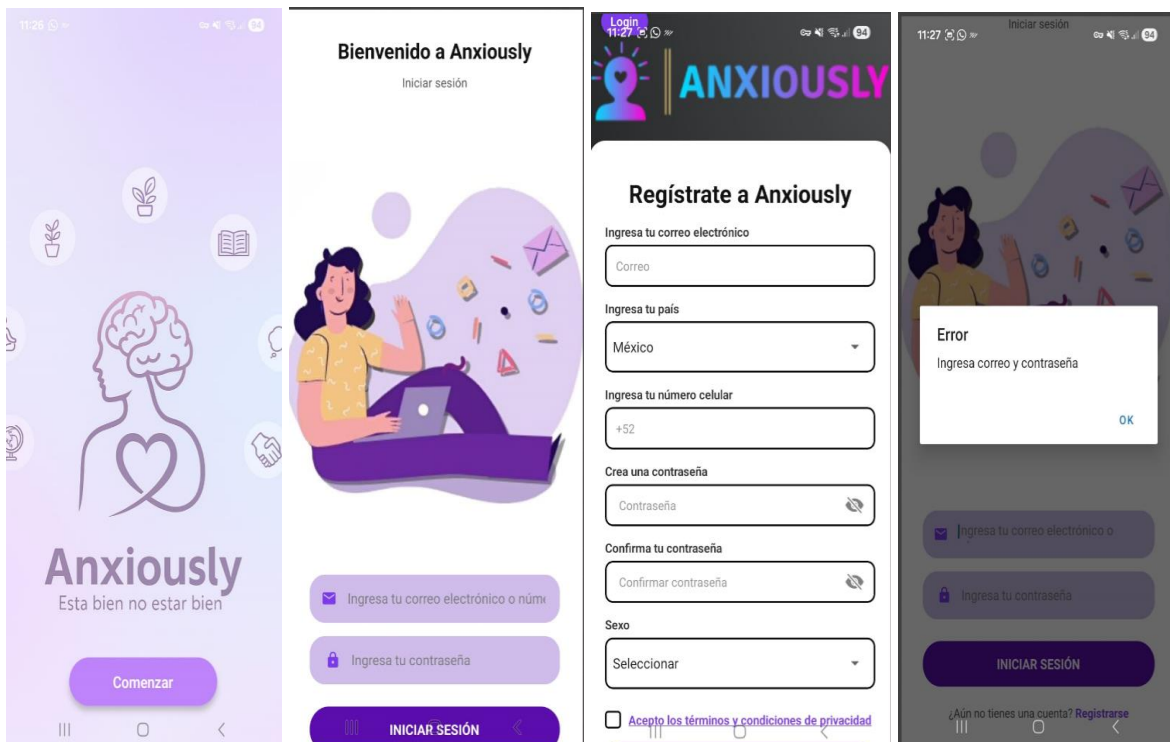 11:26
94
Anxiously
Esta bien no estar bien
Comenzar
Bienvenido a Anxiously
Iniciar sesión
Ingresa tu correo electrónico o núme
Ingresa tu contraseña
INICIAR SESIÓN
Login
11:27
94
ANXIOUSLY
Regístrate a Anxiously
Ingresa tu correo electrónico
Correo
Ingresa tu país
México
Ingresa tu número celular
+52
Crea una contraseña
Contraseña
Confirma tu contraseña
Confirmar contraseña
Sexo
Seleccionar
Acepto los términos y condiciones de privacidad
Iniciar sesión
11:27
94
Error
Ingresa correo y contraseña
OK
Ingresa tu correo electrónico o
Ingresa tu contraseña
INICIAR SESIÓN
¿Aún no tienes una cuenta? Registrarse